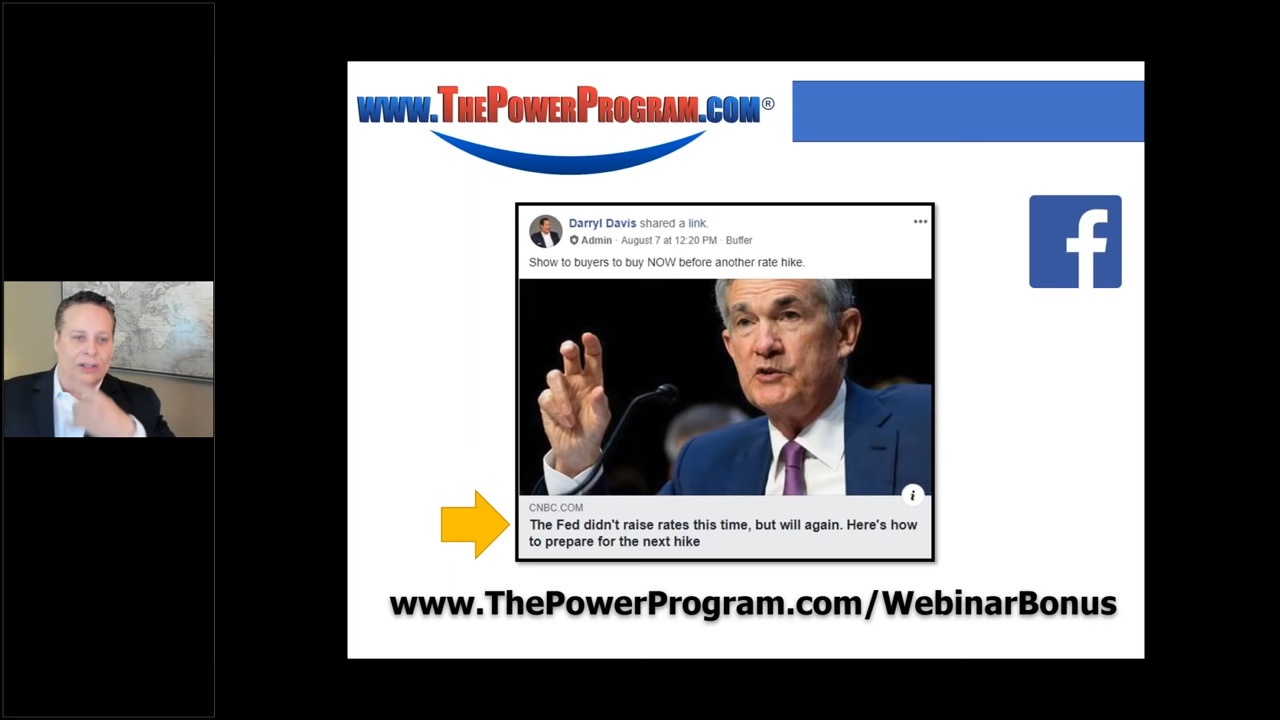 www.ThePowerProgram.com®
Darryl Davis shared a link.
Admin · August 7 at 12:20 PM · Buffer
Show to buyers to buy NOW before another rate hike.
CNBC.COM
The Fed didn't raise rates this time, but will again. Here's how
to prepare for the next hike
www.ThePowerProgram.com/WebinarBonus